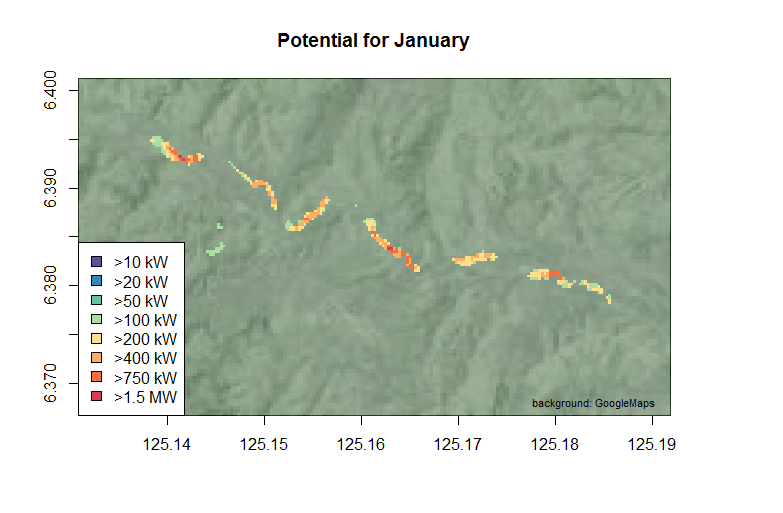 Potential for January
6.400
6.390
6.380
6.370
>10 kW
>20 kW
>50 kW
>100 kW
>200 kW
>400 kW
>750 kW
>1.5 MW
background: GoogleMaps
125.14
125.15
125.16
125.17
125.18
125.19